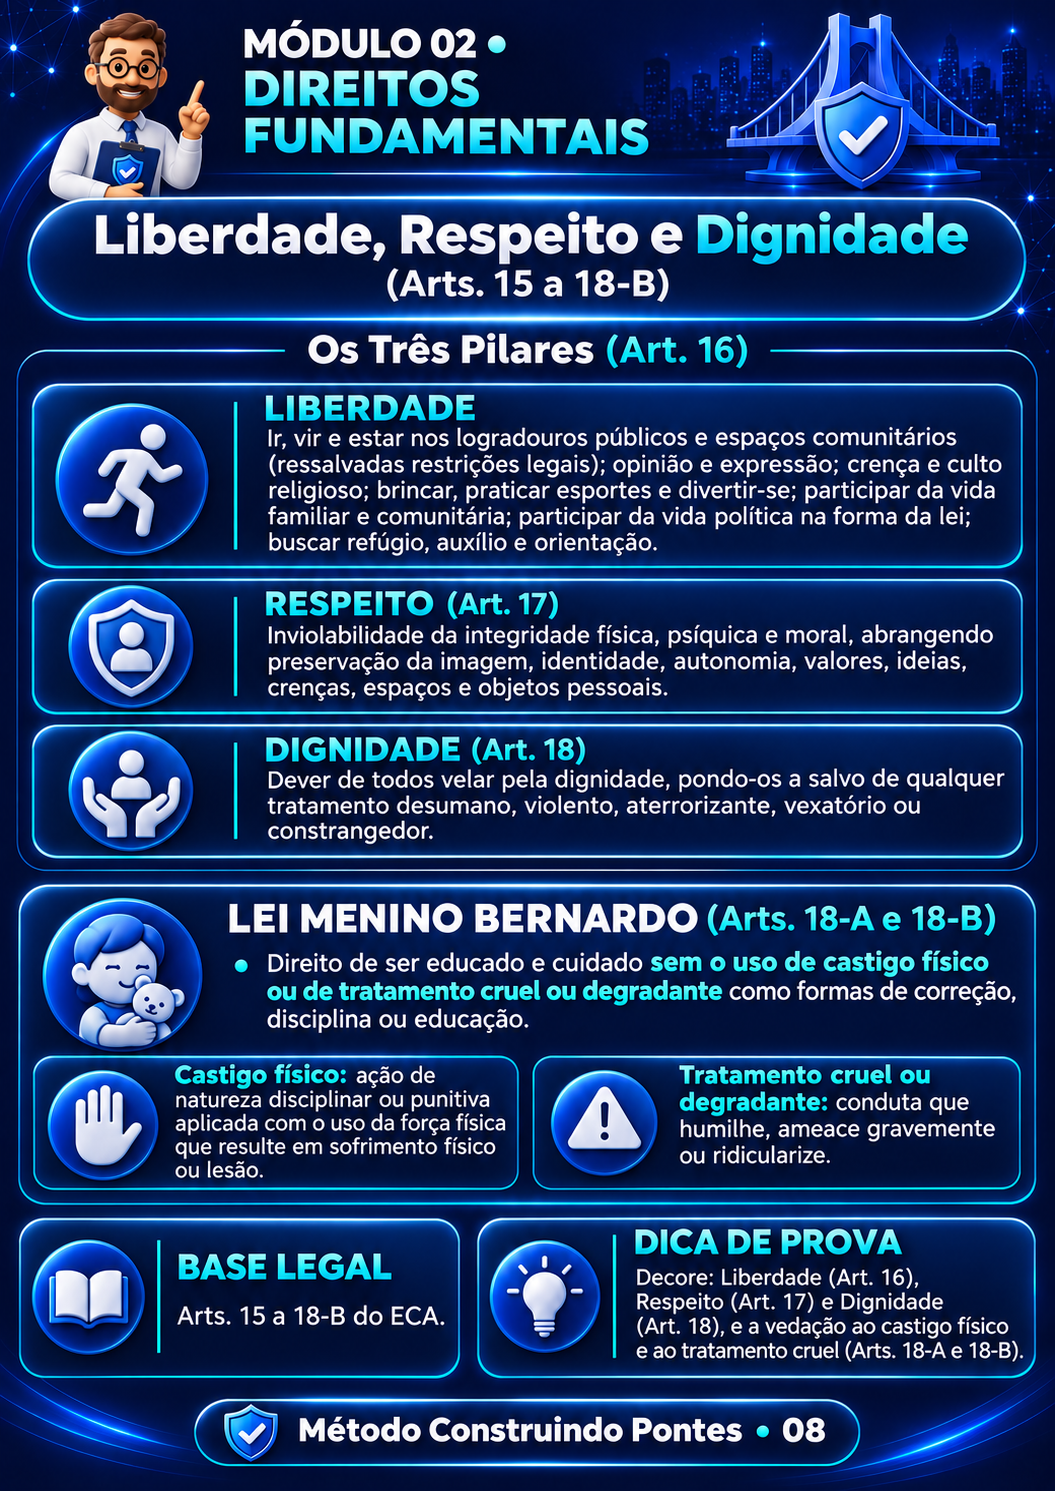 MÓDULO 02 •
DIREITOS
FUNDAMENTAIS
Liberdade, Respeito e Dignidade
(Arts. 15 a 18-B)
Os Três Pilares (Art. 16)
LIBERDADE
Ir, vir e estar nos logradouros públicos e espaços comunitários
(ressalvadas restrições legais); opinião e expressão; crença e culto
religioso; brincar, praticar esportes e divertir-se; participar da vida
familiar e comunitária; participar da vida política na forma da lei;
buscar refúgio, auxílio e orientação.
RESPEITO (Art. 17)
Inviolabilidade da integridade física, psíquica e moral, abrangendo
preservação da imagem, identidade, autonomia, valores, ideias,
crenças, espaços e objetos pessoais.
DIGNIDADE (Art. 18)
Dever de todos velar pela dignidade, pondo-os a salvo de qualquer
tratamento desumano, violento, aterrorizante, vexatório ou
constrangedor.
LEI MENINO BERNARDO (Arts. 18-A e 18-B)
• Direito de ser educado e cuidado sem o uso de castigo físico
ou de tratamento cruel ou degradante como formas de correção,
disciplina ou educação.
Castigo físico: ação de
natureza disciplinar ou punitiva
aplicada com o uso da força física
que resulte em sofrimento físico
ou lesão.
Tratamento cruel ou
degradante: conduta que
humilhe, ameace gravemente
ou ridicularize.
BASE LEGAL
Arts. 15 a 18-B do ECA.
DICA DE PROVA
Decore: Liberdade (Art. 16),
Respeito (Art. 17) e Dignidade
(Art. 18), e a vedação ao castigo físico
e ao tratamento cruel (Arts. 18-A e 18-B).
Método Construindo Pontes • 08